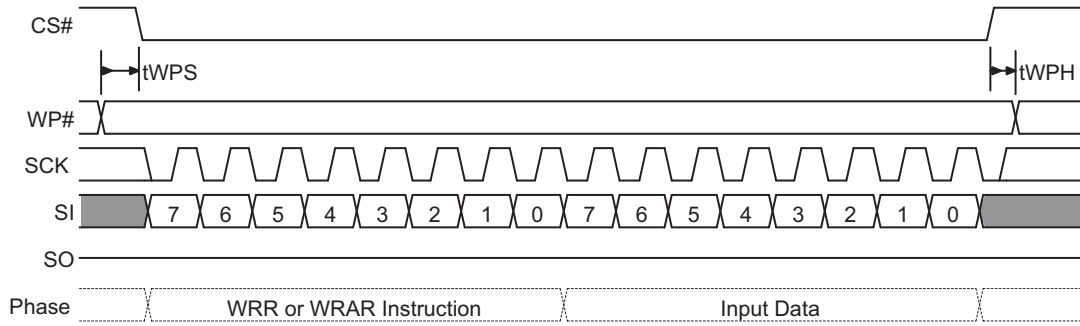 CS#
tWPS tWPH
WP#
SCK
SI 7 6 5 4 3 2 1 0 7 6 5 4 3 2 1 0
SO
Phase WRR or WRAR Instruction Input Data